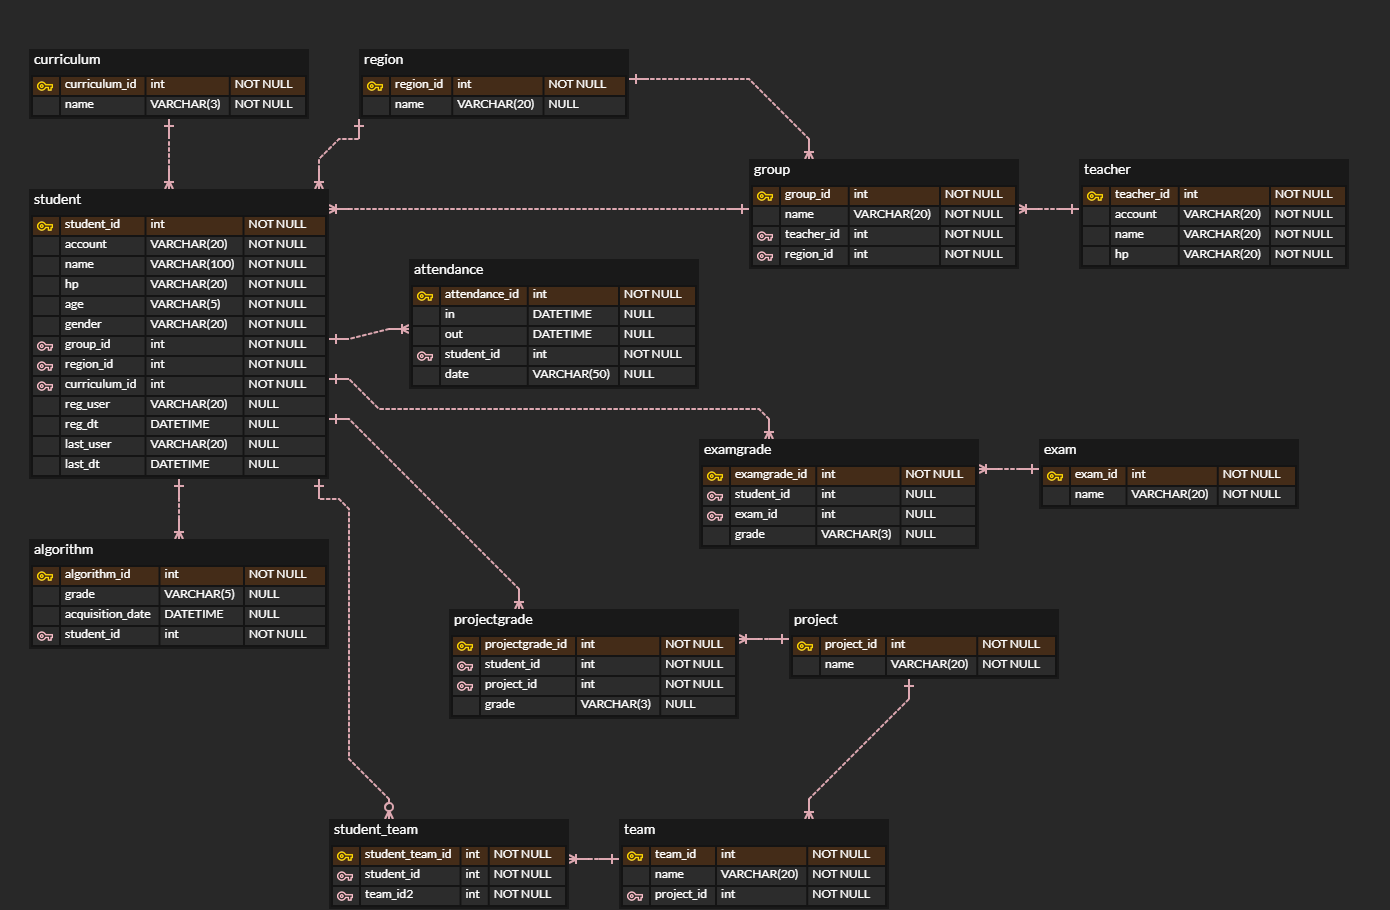 curriculum
curriculum_id int NOT NULL
name VARCHAR(3) NOT NULL
region
region_id int NOT NULL
name VARCHAR(20) NULL
group
group_id int NOT NULL
name VARCHAR(20) NOT NULL
teacher_id int NOT NULL
region_id int NOT NULL
teacher
teacher_id int NOT NULL
account VARCHAR(20) NOT NULL
name VARCHAR(20) NOT NULL
hp VARCHAR(20) NOT NULL
student
student_id int NOT NULL
account VARCHAR(20) NOT NULL
name VARCHAR(100) NOT NULL
hp VARCHAR(20) NOT NULL
age VARCHAR(5) NOT NULL
gender VARCHAR(20) NOT NULL
group_id int NOT NULL
region_id int NOT NULL
curriculum_id int NOT NULL
reg_user VARCHAR(20) NULL
reg_dt DATETIME NULL
last_user VARCHAR(20) NULL
last_dt DATETIME NULL
attendance
attendance_id int NOT NULL
in DATETIME NULL
out DATETIME NULL
student_id int NOT NULL
date VARCHAR(50) NULL
examgrade
examgrade_id int NOT NULL
student_id int NULL
exam_id int NULL
grade VARCHAR(3) NULL
exam
exam_id int NOT NULL
name VARCHAR(20) NOT NULL
algorithm
algorithm_id int NOT NULL
grade VARCHAR(5) NULL
acquisition_date DATETIME NULL
student_id int NOT NULL
projectgrade
projectgrade_id int NOT NULL
student_id int NOT NULL
project_id int NOT NULL
grade VARCHAR(3) NULL
project
project_id int NOT NULL
name VARCHAR(20) NOT NULL
student_team
student_team_id int NOT NULL
student_id int NOT NULL
team_id2 int NOT NULL
team
team_id int NOT NULL
name VARCHAR(20) NOT NULL
project_id int NOT NULL